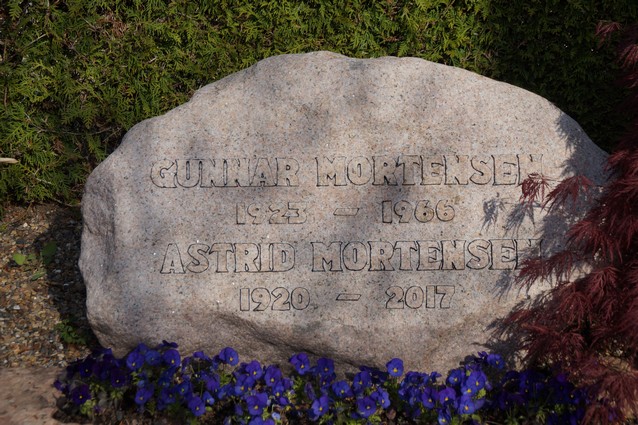 GUNNAR MORTENSEN
1923 – 1966
ASTRID MORTENSEN
1920 – 2017